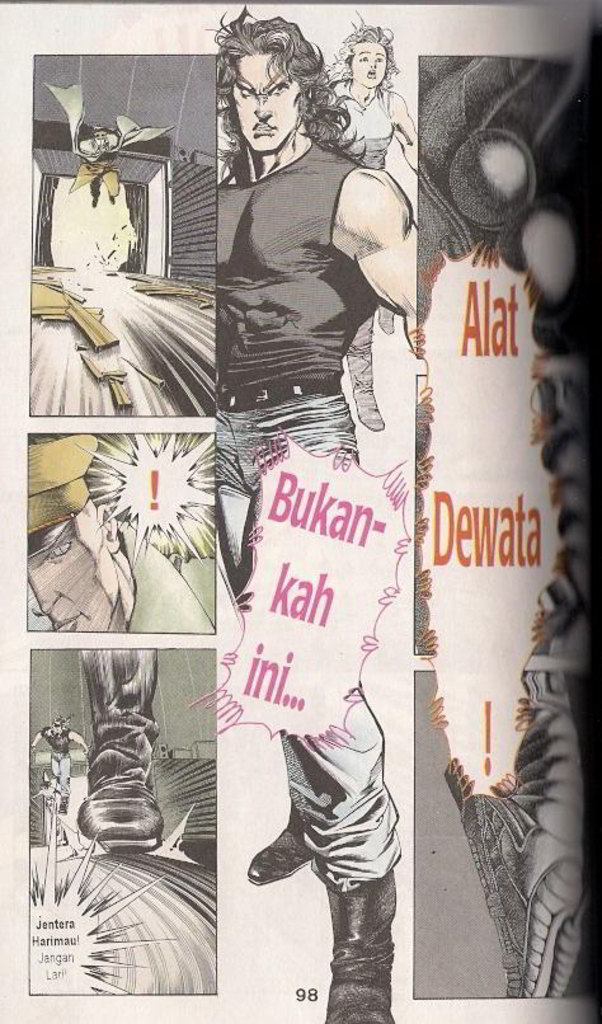 !
Jentera
Harimau!
Jangan
Lari!
Bukan-
kah
ini...
Alat
Dewata
!
98